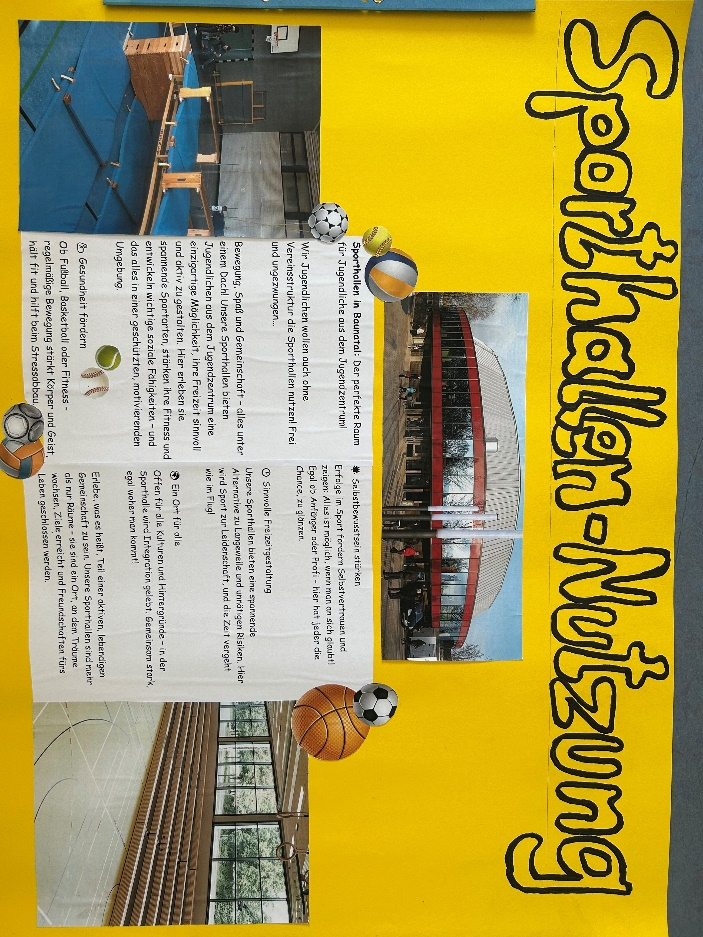 Sporthallen-Nutzung
Sporthallen in Baunatal: Der perfekte Raum
für Jugendliche aus dem Jugendzentrum!
Wir Jugendlichen wollen auch ohne
Vereinsstruktur die Sporthallen nutzen! Frei
und ungezwungen...
Bewegung, Spaß und Gemeinschaft – alles unter
einem Dach! Unsere Sporthallen bieten
Jugendlichen aus dem Jugendzentrum eine
einzigartige Möglichkeit, ihre Freizeit sinnvoll
und aktiv zu gestalten. Hier erleben sie
spannende Sportarten, stärken ihre Fitness und
entwickeln wichtige soziale Fähigkeiten – und
das alles in einer geschützten, motivierenden
Umgebung.
Gesundheit fördern
Ob Fußball, Basketball oder Fitness –
regelmäßige Bewegung stärkt Körper und Geist,
hält fit und hilft beim Stressabbau.
Selbstbewusstsein stärken
Erfolge im Sport fördern Selbstvertrauen und
zeigen: Alles ist möglich, wenn man an sich glaubt!
Egal ob Anfänger oder Profi – hier hat jeder die
Chance, zu glänzen.
Sinnvolle Freizeitgestaltung
Unsere Sporthallen bieten eine spannende
Alternative zu Langeweile und unnötigen Risiken. Hier
wird Sport zur Leidenschaft, und die Zeit vergeht
wie im Flug!
Ein Ort für alle
Offen für alle Kulturen und Hintergründe – in der
Sporthalle wird Integration gelebt. Gemeinsam stark,
egal woher man kommt!
Erlebe, was es heißt, Teil einer aktiven, lebendigen
Gemeinschaft zu sein. Unsere Sporthallen sind mehr
als nur Räume – sie sind ein Ort, an dem Träume
wachsen, Ziele erreicht und Freundschaften fürs
Leben geschlossen werden.